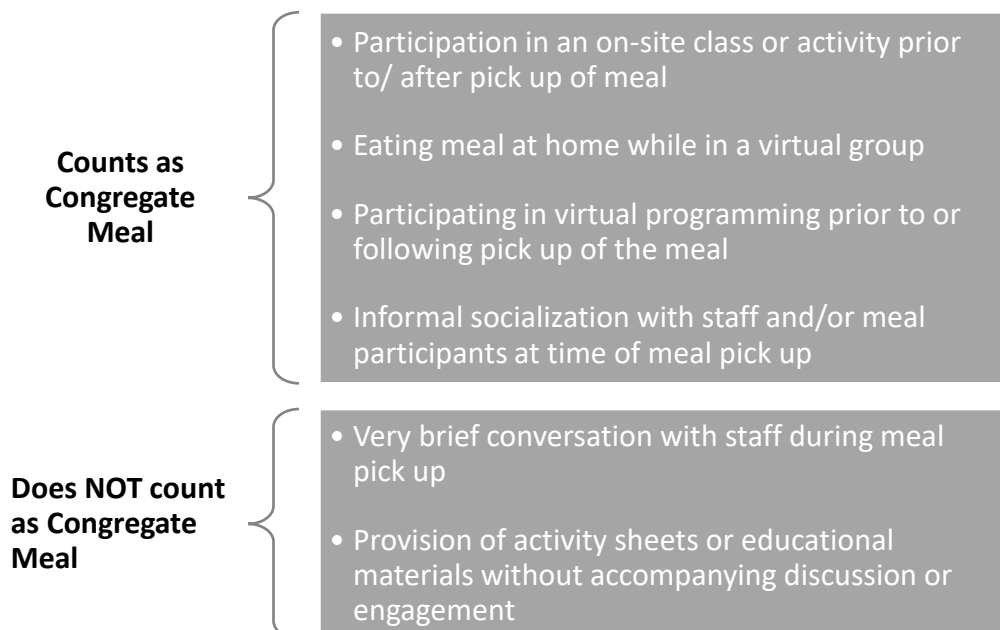 Counts as
Congregate
Meal
• Participation in an on-site class or activity prior
to/ after pick up of meal
• Eating meal at home while in a virtual group
• Participating in virtual programming prior to or
following pick up of the meal
• Informal socialization with staff and/or meal
participants at time of meal pick up
Does NOT count
as Congregate
Meal
• Very brief conversation with staff during meal
pick up
• Provision of activity sheets or educational
materials without accompanying discussion or
engagement